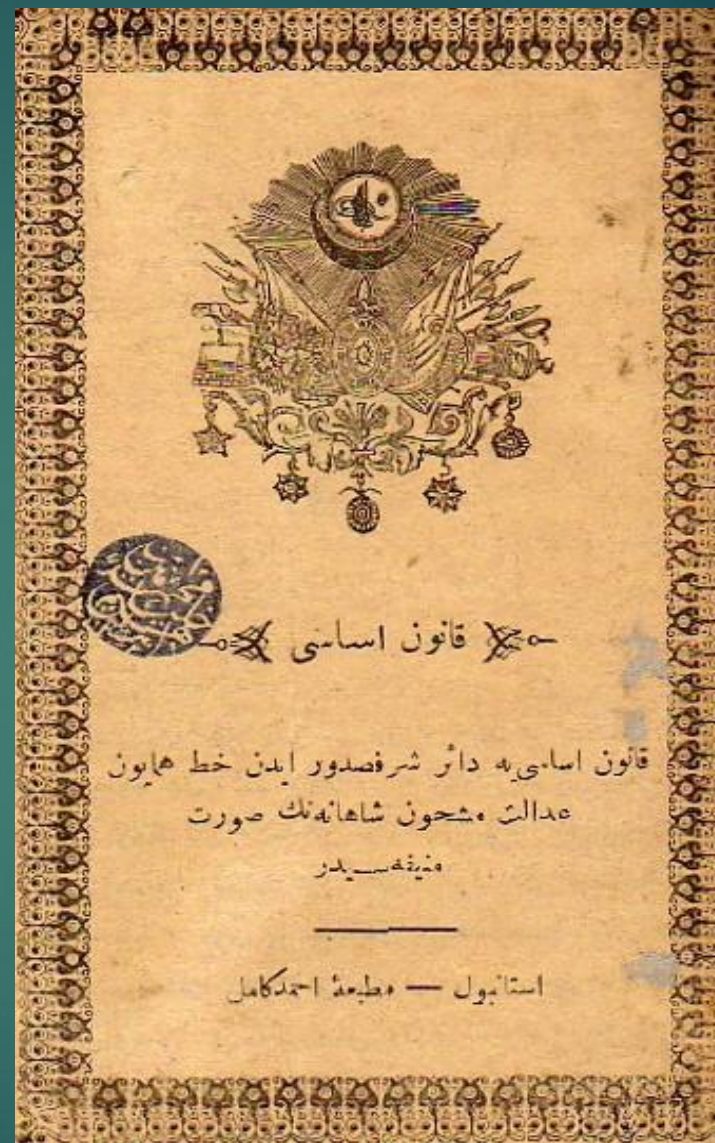 قانون اساسی
قانون اساسی‌یه دائر شرفصدور ایدن خط همایون
عدالت مشحون شاهانه‌نك صورت
منیفه‌سیدر
استانبول — مطبعهٔ احمد کامل